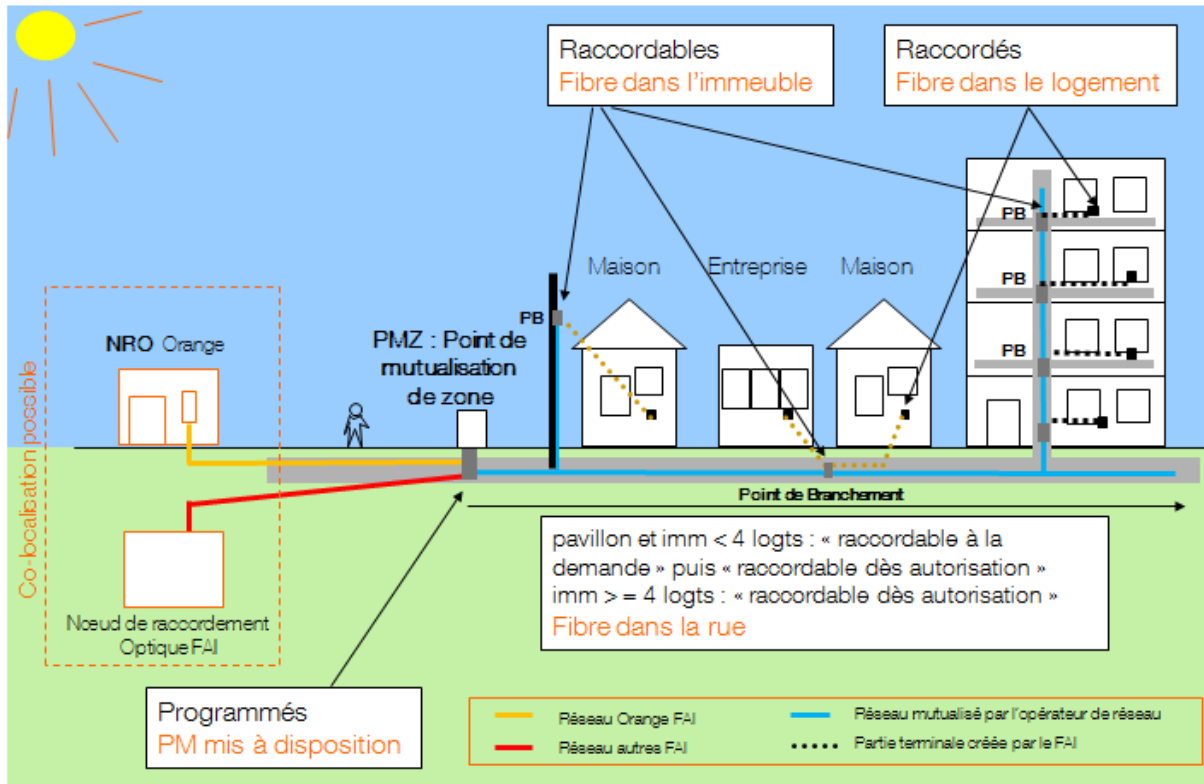 Raccordables
Fibre dans l'immeuble
Raccordés
Fibre dans le logement
PB
Maison
Entreprise
Maison
PB
PB
PB
NRO Orange
PMZ : Point de
mutualisation
de zone
Co-localisation possible
Point de Branchement
pavillon et imm < 4 logts : « raccordable à la
demande » puis « raccordable dès autorisation »
imm > = 4 logts : « raccordable dès autorisation »
Fibre dans la rue
Nœud de raccordement
Optique FAI
Programmés
PM mis à disposition
Réseau Orange FAI
Réseau mutualisé par l'opérateur de réseau
Réseau autres FAI
Partie terminale créée par le FAI